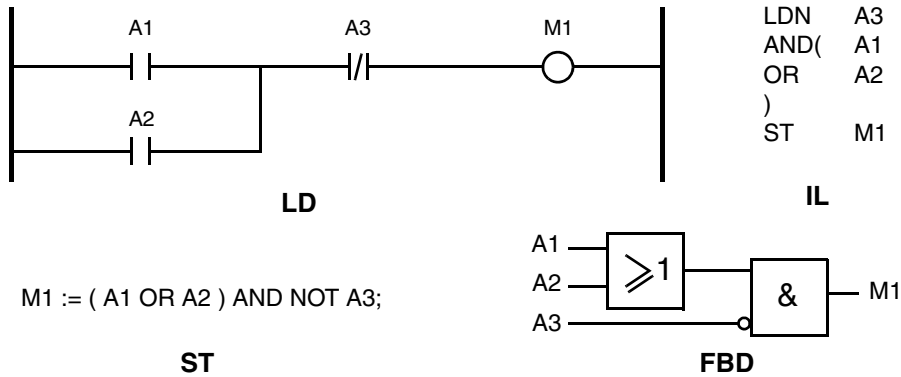 A1 A3 M1
A2
LD
LDN A3
AND( A1
OR A2
)
ST M1
IL
M1 := ( A1 OR A2 ) AND NOT A3;
ST
A1
A2
A3
≥1
&
M1
FBD